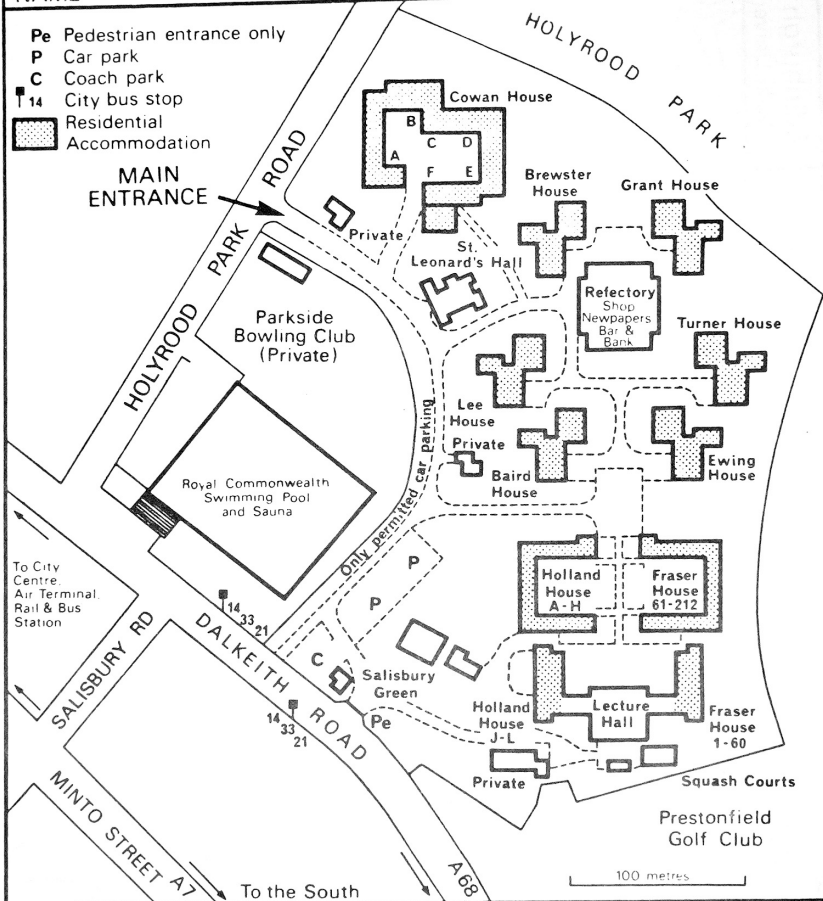 Pe Pedestrian entrance only
P Car park
C Coach park
14 City bus stop
Residential
Accommodation
MAIN
ENTRANCE
HOLYROOD PARK
HOLYROOD PARK ROAD
Cowan House
B
C D
A
F E
Brewster
House
Grant House
Private
St.
Leonard's Hall
Refectory
Shop
Newpapers
Bar &
Bank
Parkside
Bowling Club
(Private)
Turner House
Lee
House
Private
Baird
House
Ewing
House
Only permitted car parking
Royal Commonwealth
Swimming Pool
and Sauna
To City
Centre,
Air Terminal,
Rail & Bus
Station
P
P
Holland
House
A-H
Fraser
House
61-212
14
33
21
SALISBURY RD
DALKEITH ROAD
C
Salisbury
Green
14
33
21
Pe
Holland
House
J-L
Lecture
Hall
Fraser
House
1-60
Private
Squash Courts
MINTO STREET A7
Prestonfield
Golf Club
To the South
A68
100 metres